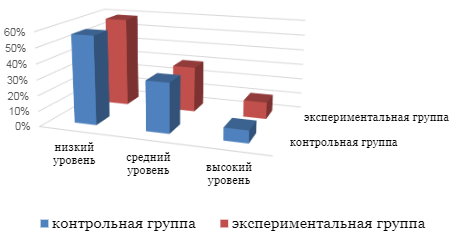 60%
50%
40%
30%
20%
10%
0%
низкий
уровень
средний
уровень
высокий
уровень
экспериментальная группа
контрольная группа
контрольная группа
экспериментальная группа